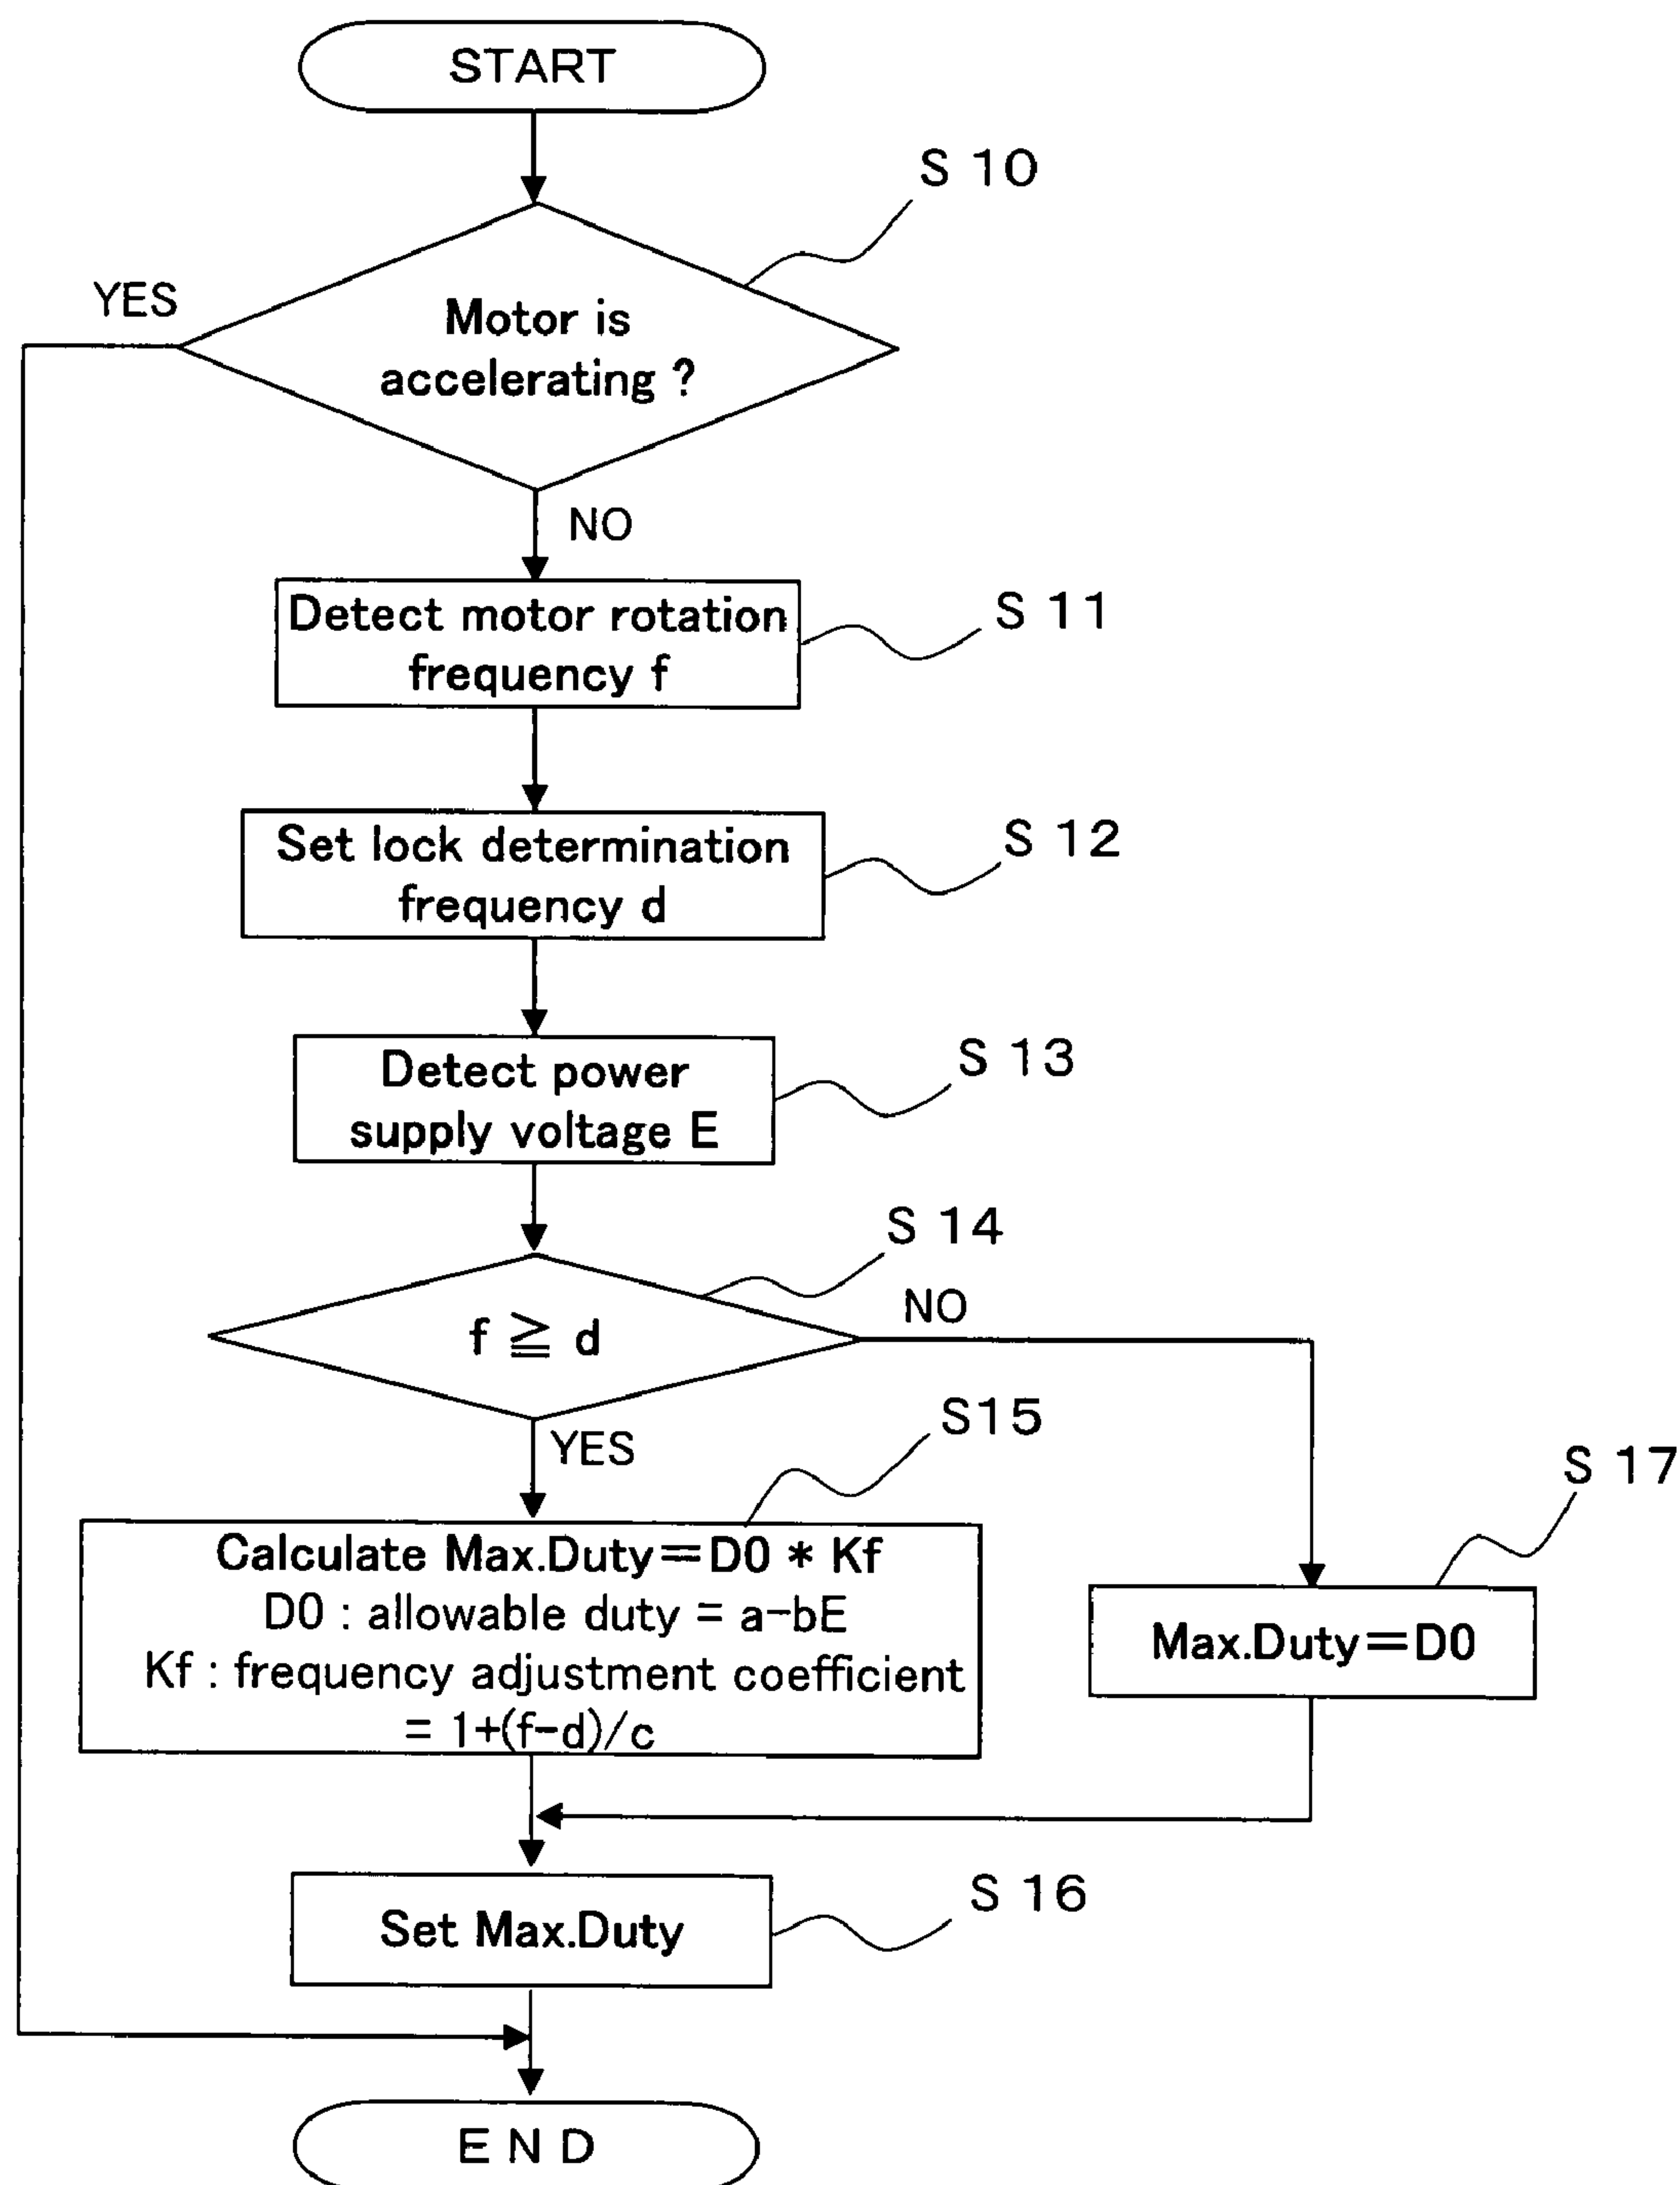 START
S 10
YES
Motor is
accelerating ?
NO
Detect motor rotation
frequency f
S 11
Set lock determination
frequency d
S 12
Detect power
supply voltage E
S 13
S 14
f ≧ d
NO
YES
S15
Calculate Max.Duty=D0 * Kf
D0 : allowable duty = a-bE
Kf : frequency adjustment coefficient
= 1+(f-d)/c
S 17
Max.Duty=D0
Set Max.Duty
S 16
END